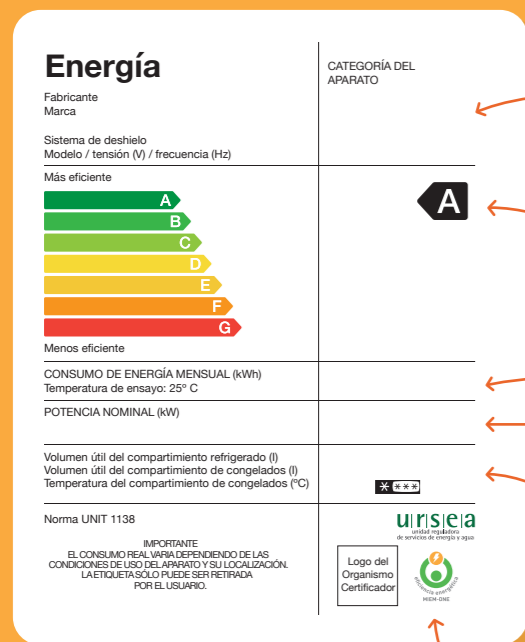 Energía
CATEGORÍA DEL
APARATO
Fabricante
Marca
Sistema de deshielo
Modelo / tensión (V) / frecuencia (Hz)
Más eficiente
A
B
C
D
E
F
G
A
Menos eficiente
CONSUMO DE ENERGÍA MENSUAL (kWh)
Temperatura de ensayo: 25º C
POTENCIA NOMINAL (kW)
Volumen útil del compartimiento refrigerado (l)
Volumen útil del compartimiento de congelados (l)
Temperatura del compartimiento de congelados (ºC)
Norma UNIT 1138
IMPORTANTE
EL CONSUMO REAL VARIA DEPENDIENDO DE LAS
CONDICIONES DE USO DEL APARATO Y SU LOCALIZACIÓN.
LA ETIQUETA SÓLO PUEDE SER RETIRADA
POR EL USUARIO.
ursea
unidad reguladora
de servicios de energía y agua
Logo del
Organismo
Certificador
eficiencia energética
MIEM-DNE